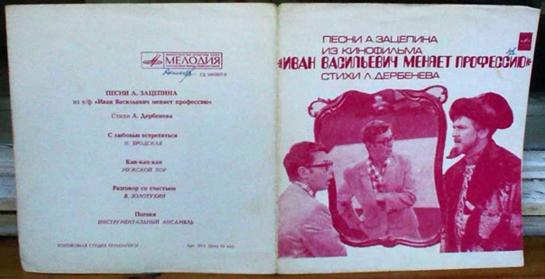 МЕЛОДИЯ
ПЕСНИ А. ЗАЦЕПИНА
из к/ф «Иван Васильевич меняет профессию»
Стихи Л. Дербенева
С любовью встретиться
Н. БРОДСКАЯ
Кап-кап-кап
МУЖСКОЙ ХОР
Разговор со счастьем
В. ЗОЛОТУХИН
Погоня
ИНСТРУМЕНТАЛЬНЫЙ АНСАМБЛЬ
ПЕСНИ А. ЗАЦЕПИНА
ИЗ КИНОФИЛЬМА
«ИВАН ВАСИЛЬЕВИЧ МЕНЯЕТ ПРОФЕССИЮ»
СТИХИ Л. ДЕРБЕНЕВА